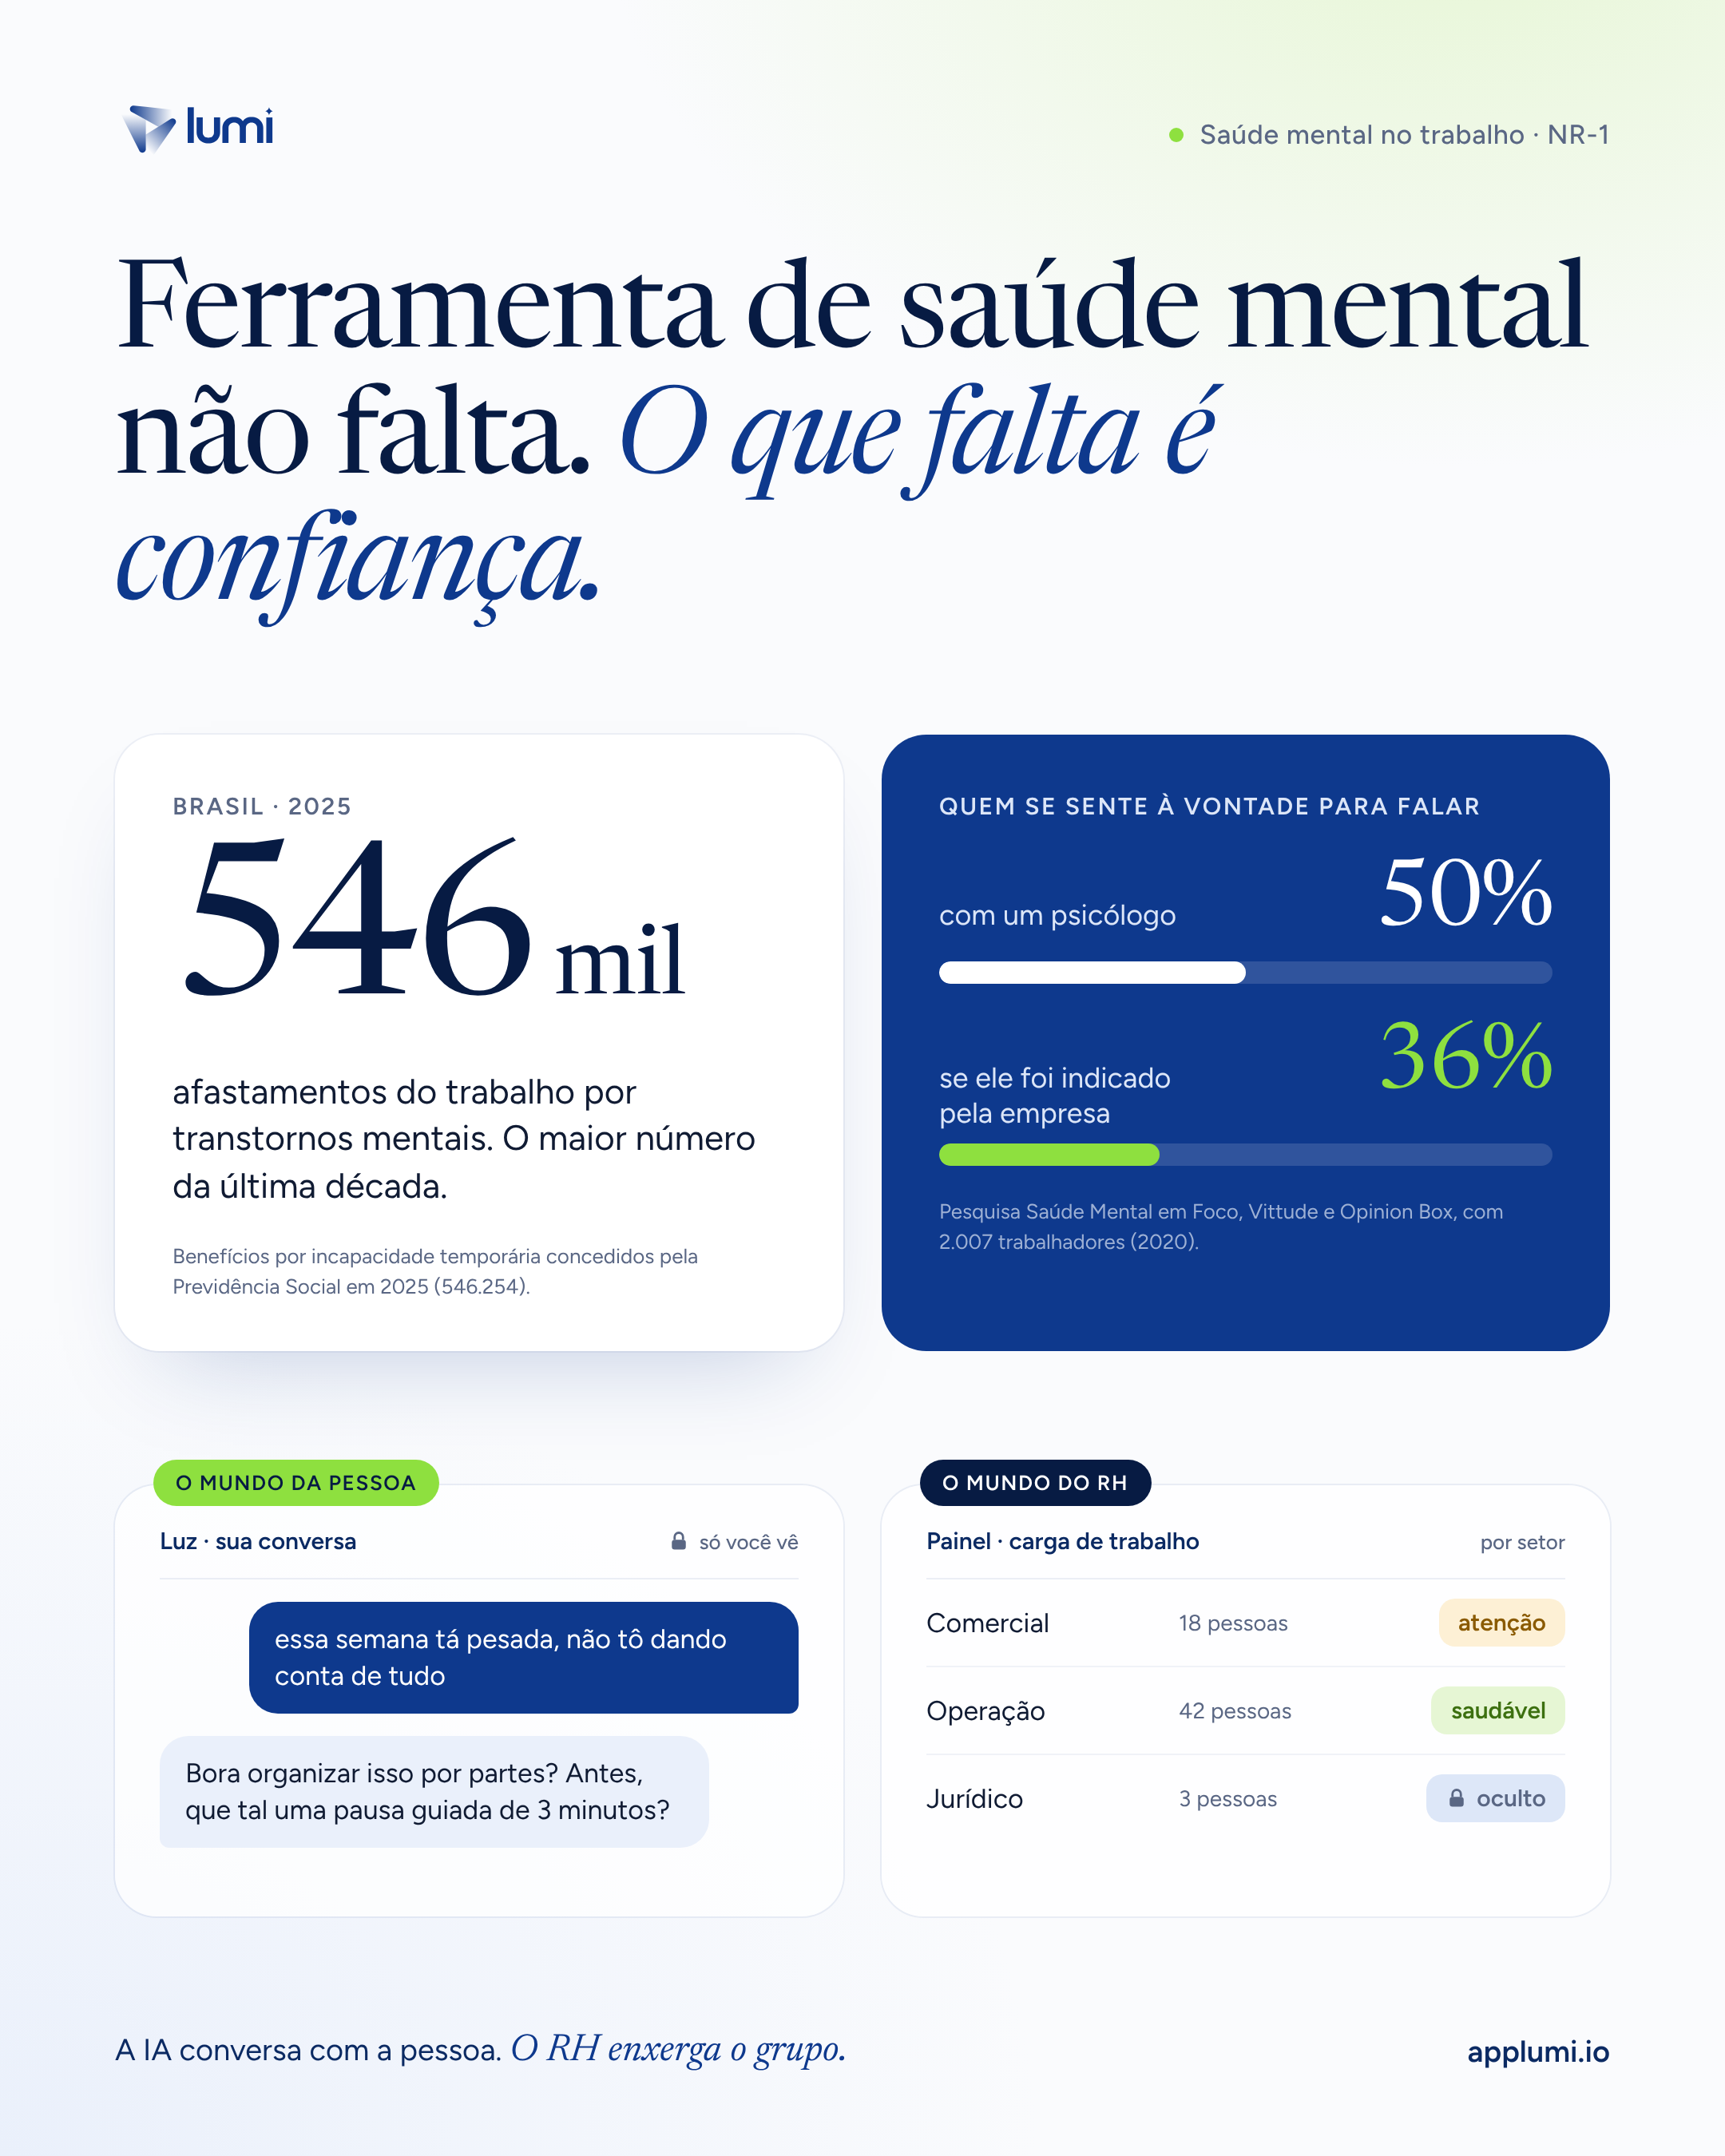 lumi
Saúde mental no trabalho · NR-1
Ferramenta de saúde mental
não falta. O que falta é
confiança.
BRASIL · 2025
546 mil
afastamentos do trabalho por
transtornos mentais. O maior número
da última década.
Benefícios por incapacidade temporária concedidos pela
Previdência Social em 2025 (546.254).
QUEM SE SENTE À VONTADE PARA FALAR
com um psicólogo 50%
se ele foi indicado 36%
pela empresa
Pesquisa Saúde Mental em Foco, Vittude e Opinion Box, com
2.007 trabalhadores (2020).
O MUNDO DA PESSOA
Luz · sua conversa só você vê
essa semana tá pesada, não tô dando
conta de tudo
Bora organizar isso por partes? Antes,
que tal uma pausa guiada de 3 minutos?
O MUNDO DO RH
Painel · carga de trabalho por setor
Comercial 18 pessoas atenção
Operação 42 pessoas saudável
Jurídico 3 pessoas oculto
A IA conversa com a pessoa. O RH enxerga o grupo.
applumi.io